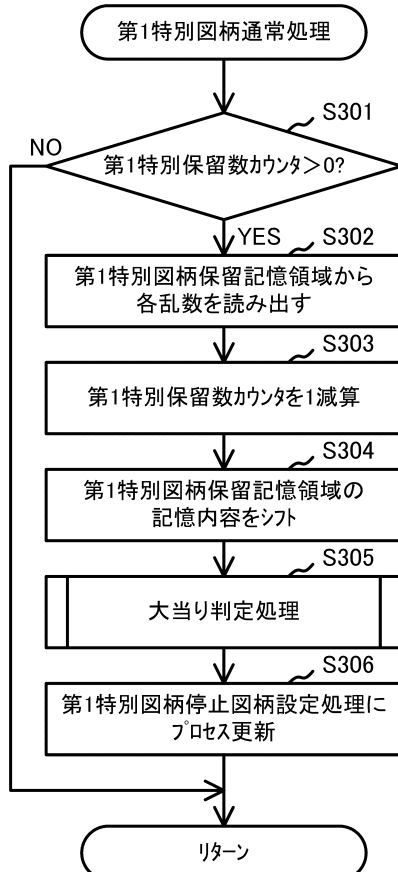 第1特別図柄通常処理
S301
NO
第1特別保留数カウンタ＞0?
YES
S302
第1特別図柄保留記憶領域から
各乱数を読み出す
S303
第1特別保留数カウンタを1減算
S304
第1特別図柄保留記憶領域の
記憶内容をシフト
S305
大当り判定処理
S306
第1特別図柄停止図柄設定処理に
プロセス更新
リターン